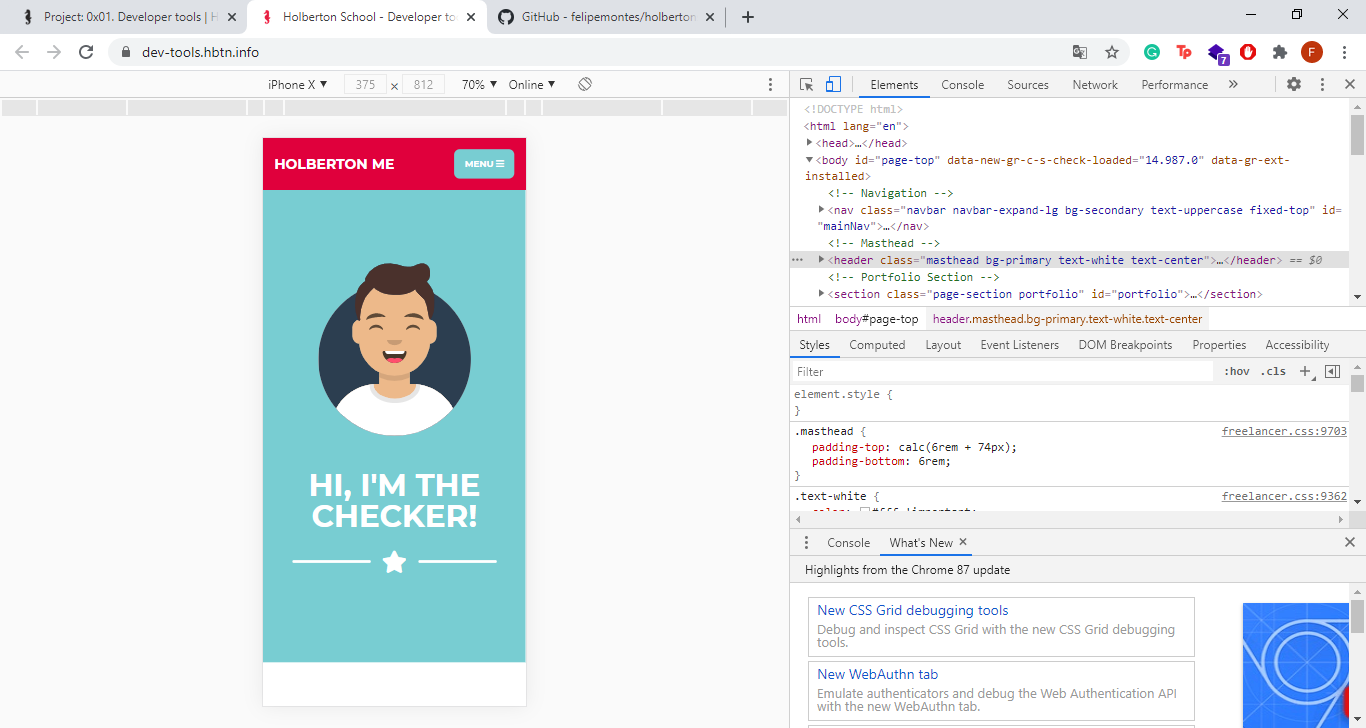 Project: 0x01. Developer tools | H
Holberton School - Developer to
GitHub - felipemontes/holberton
dev-tools.hbtn.info
7
F
iPhone X ▼ 375 × 812 70% ▼ Online ▼
HOLBERTON ME
MENU
HI, I'M THE
CHECKER!
Elements Console Sources Network Performance »
<!DOCTYPE html>
<html lang="en">
▶<head>…</head>
▼<body id="page-top" data-new-gr-c-s-check-loaded="14.987.0" data-gr-ext-
installed>
<!-- Navigation -->
▶<nav class="navbar navbar-expand-lg bg-secondary text-uppercase fixed-top" id=
"mainNav">…</nav>
<!-- Masthead -->
▶<header class="masthead bg-primary text-white text-center">…</header> == $0
<!-- Portfolio Section -->
▶<section class="page-section portfolio" id="portfolio">…</section>
html body#page-top header.masthead.bg-primary.text-white.text-center
Styles Computed Layout Event Listeners DOM Breakpoints Properties Accessibility
Filter :hov .cls +
element.style {
}
.masthead { freelancer.css:9703
padding-top: calc(6rem + 74px);
padding-bottom: 6rem;
}
.text-white { freelancer.css:9362
color: #fff !important;
Console What's New ×
Highlights from the Chrome 87 update
New CSS Grid debugging tools
Debug and inspect CSS Grid with the new CSS Grid debugging
tools.
New WebAuthn tab
Emulate authenticators and debug the Web Authentication API
with the new WebAuthn tab.